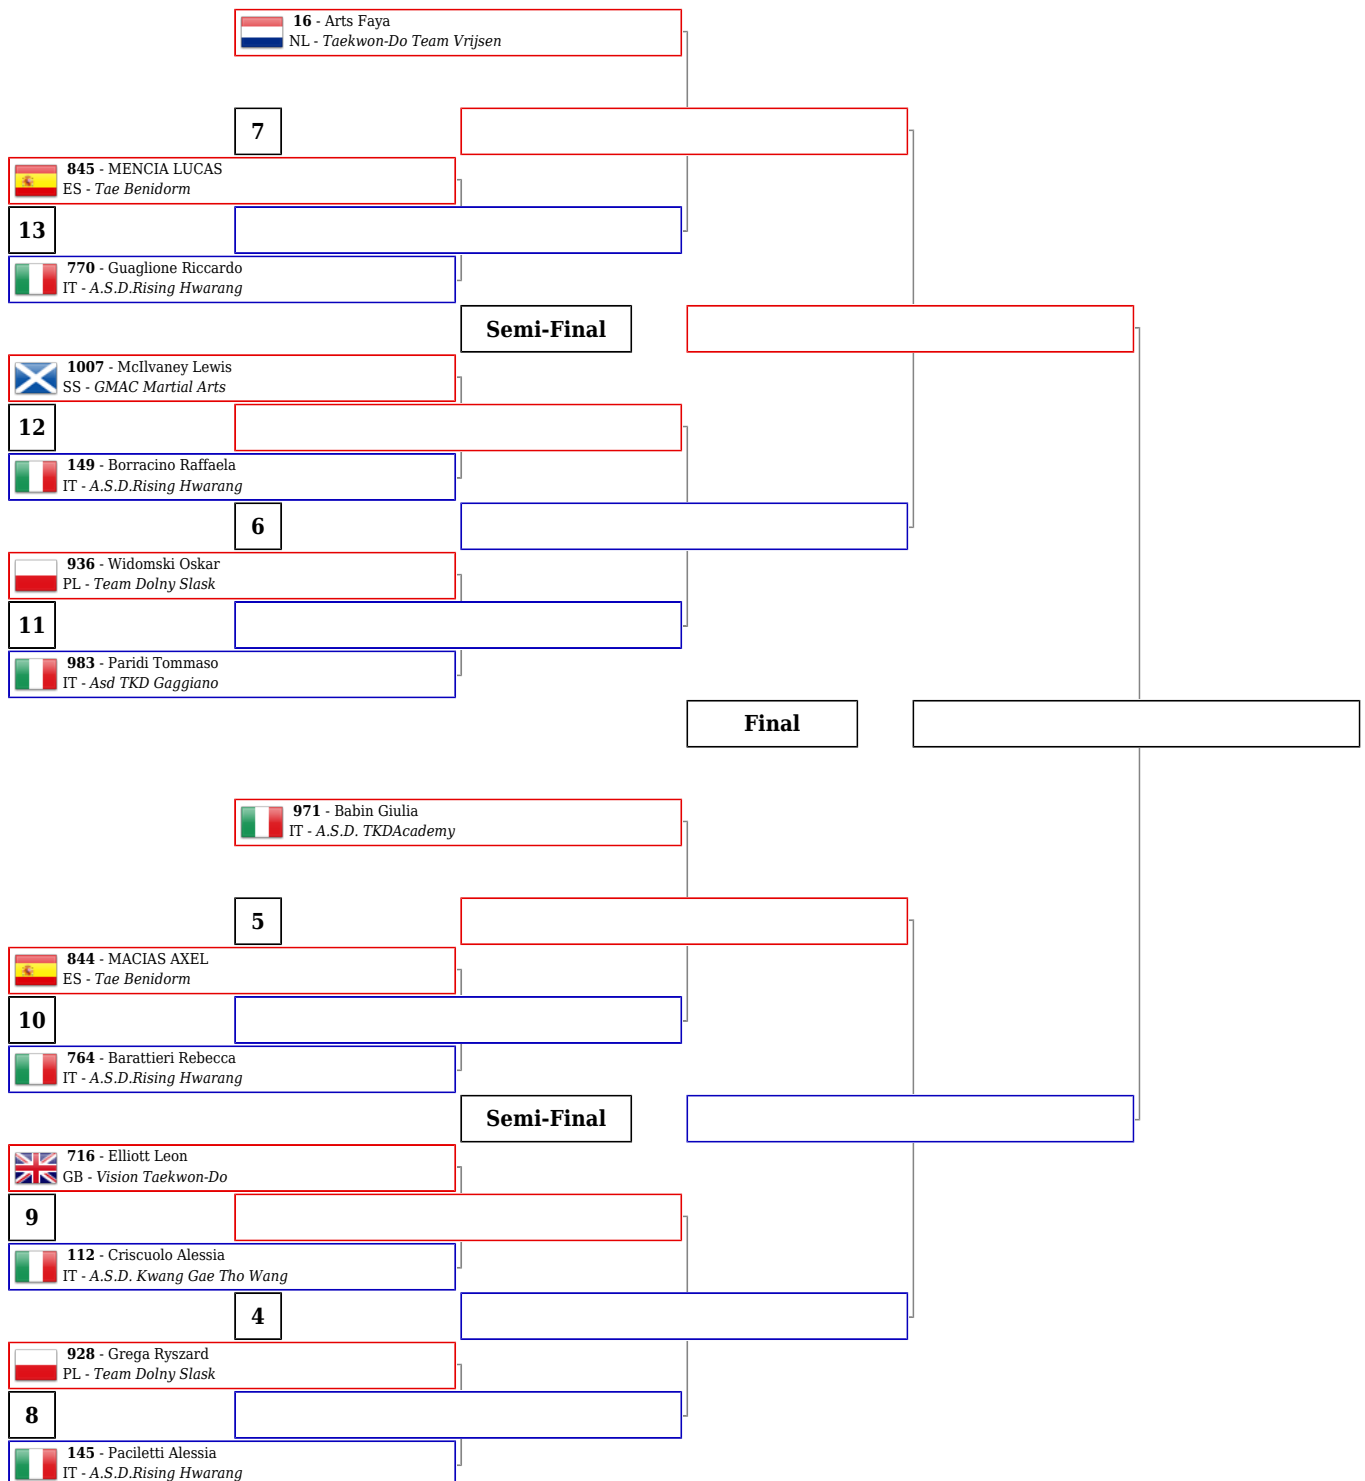 16 - Arts Faya
NL - Taekwon-Do Team Vrijsen
7
845 - MENCIA LUCAS
ES - Tae Benidorm
13
770 - Guaglione Riccardo
IT - A.S.D.Rising Hwarang
Semi-Final
1007 - McIlvaney Lewis
SS - GMAC Martial Arts
12
149 - Borracino Raffaela
IT - A.S.D.Rising Hwarang
6
936 - Widomski Oskar
PL - Team Dolny Slask
11
983 - Paridi Tommaso
IT - Asd TKD Gaggiano
Final
971 - Babin Giulia
IT - A.S.D. TKDAcademy
5
844 - MACIAS AXEL
ES - Tae Benidorm
10
764 - Barattieri Rebecca
IT - A.S.D.Rising Hwarang
Semi-Final
716 - Elliott Leon
GB - Vision Taekwon-Do
9
112 - Criscuolo Alessia
IT - A.S.D. Kwang Gae Tho Wang
4
928 - Grega Ryszard
PL - Team Dolny Slask
8
145 - Paciletti Alessia
IT - A.S.D.Rising Hwarang